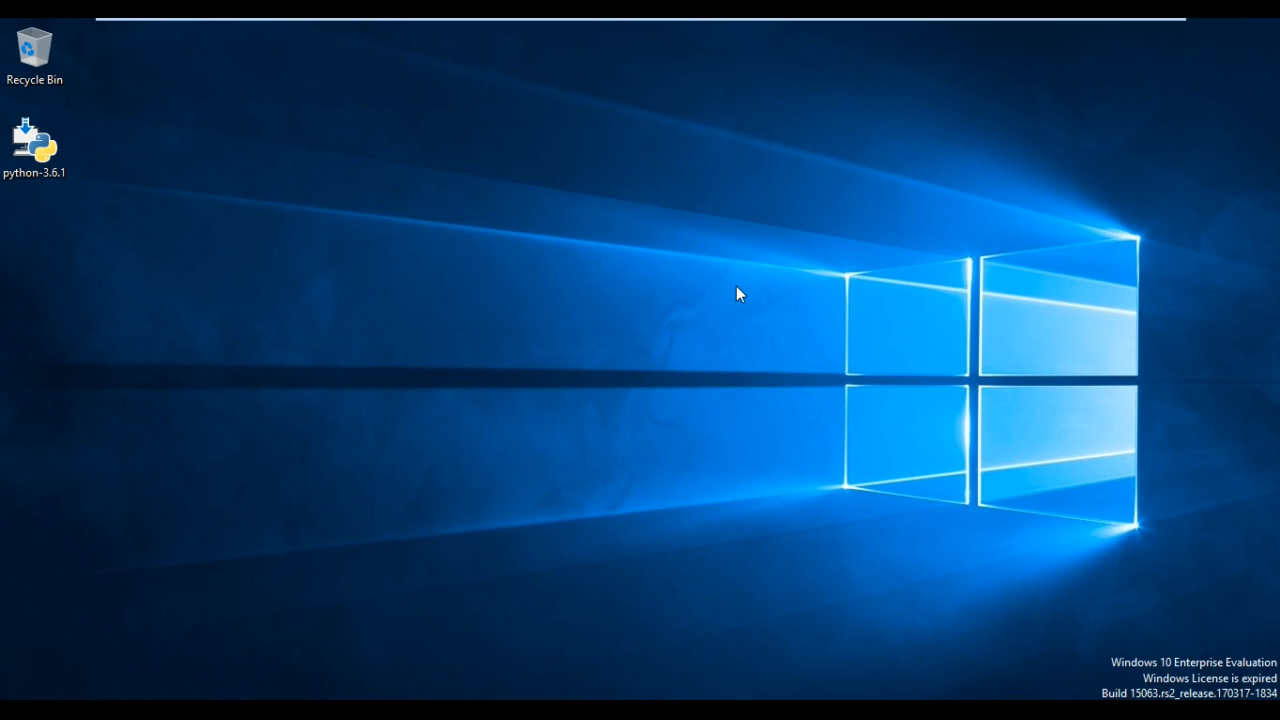 Recycle Bin
python-3.6.1
Windows 10 Enterprise Evaluation
Windows License is expired
Build 15063.rs2_release.170317-1834